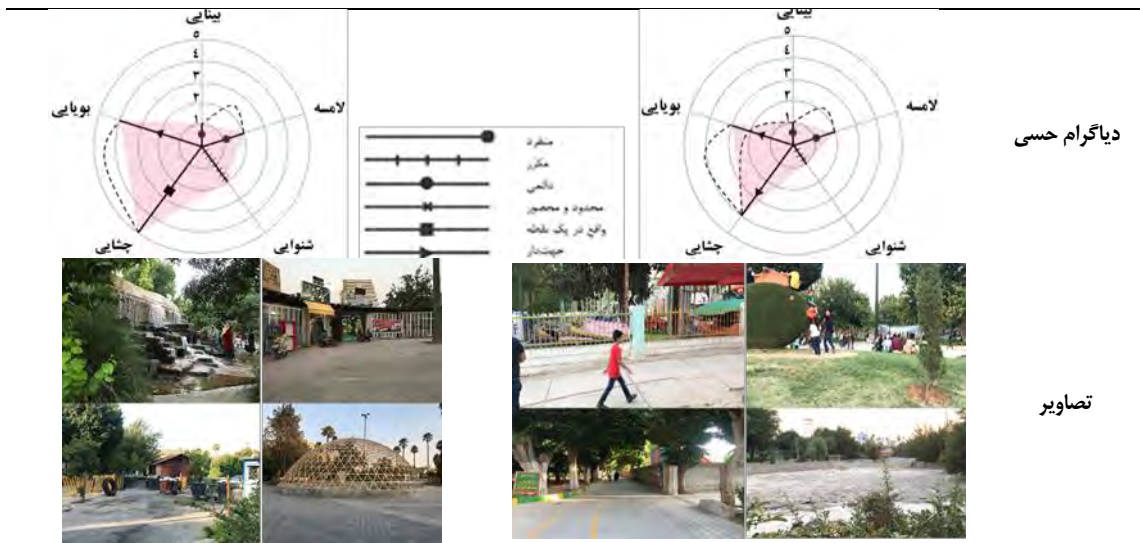 بینایی
۵
۴
۳
۲
۱
لامسه
شنوایی
چشایی
بویایی
دیاگرام حسی
منفرد
مکرر
دائمی
محدود و محصور
واقع در یک نقطه
جهت‌دار
بینایی
۵
۴
۳
۲
۱
لامسه
شنوایی
چشایی
بویایی
تصاویر